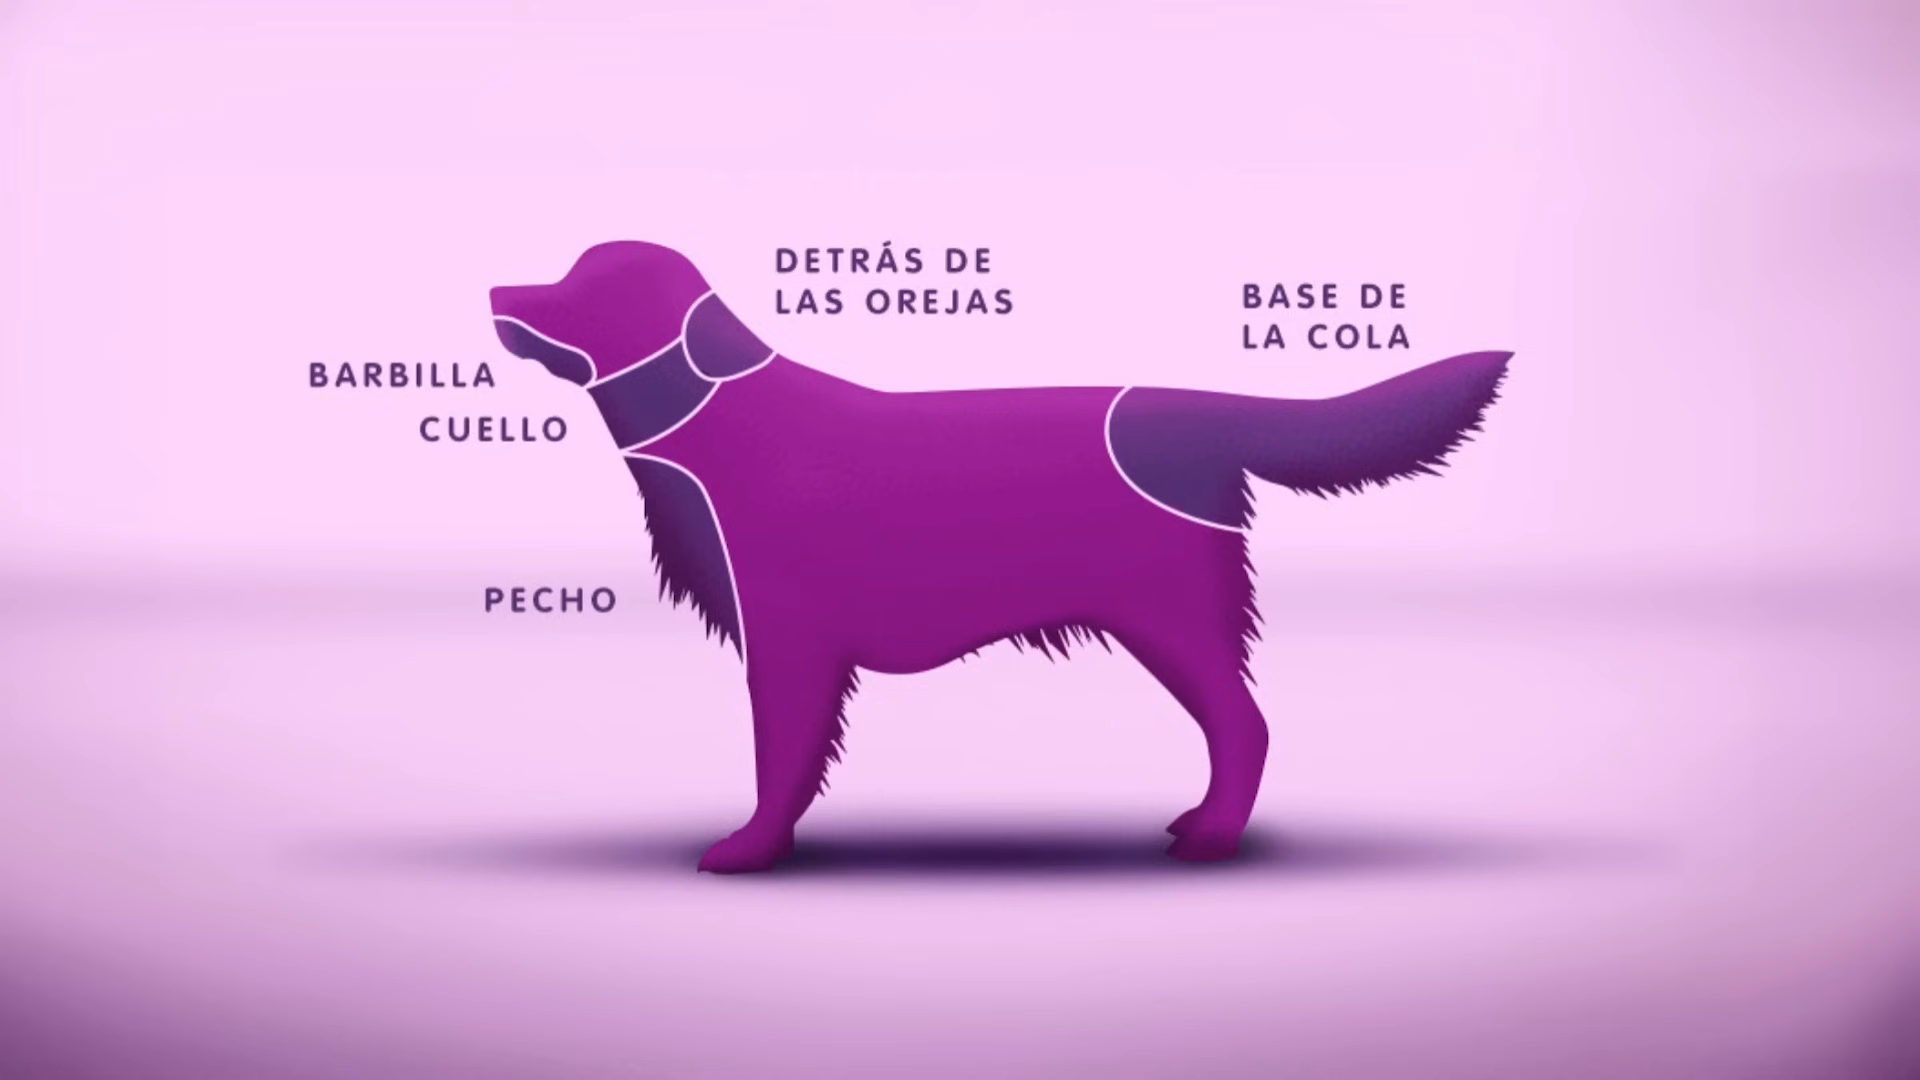 DETRÁS DE
LAS OREJAS
BASE DE
LA COLA
BARBILLA
CUELLO
PECHO